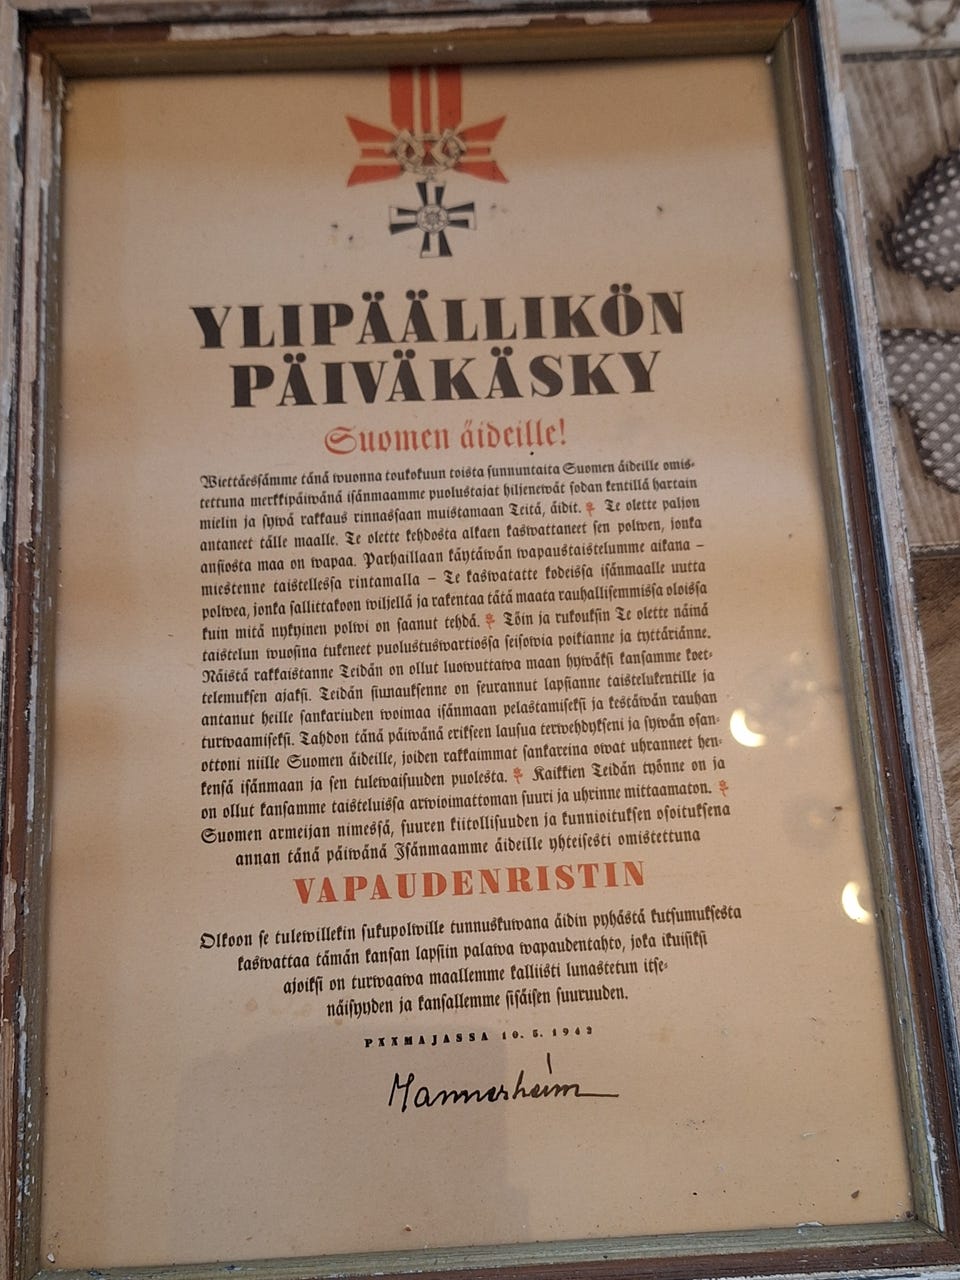 YLIPÄÄLLIKÖN
PÄIVÄKÄSKY
Suomen äideille!
Wiettäessämme tänä wuonna toukokuun toista sunnuntaita Suomen äideille omis-
tettuna merkkipäiwänä isänmaamme puolustajat hiljenewät sodan kentillä hartain
mielin ja sywä rakkaus rinnassaan muistamaan Teitä, äidit. Te olette paljon
antaneet tälle maalle. Te olette kehdosta alkaen kaswattaneet sen polwen, jonka
ansiosta maa on wapaa. Parhaillaan käytäwän wapaustaistelumme aikana –
miestenne taistellessa rintamalla – Te kaswatatte kodeissa isänmaalle uutta
polwea, jonka sallittakoon wiljellä ja rakentaa tätä maata rauhallisemmissa oloissa
kuin mitä nykyinen polwi on saanut tehdä. Töin ja rukouksin Te olette näinä
taistelun wuosina tukeneet puolustuswartiossa seisowia poikianne ja tyttäriänne.
Näistä rakkaistanne Teidän on ollut luowuttawa maan hywäksi kansamme koet-
telemuksen ajaksi. Teidän siunauksenne on seurannut lapsianne taistelukentille ja
antanut heille sankariuden woimaa isänmaan pelastamiseksi ja kestäwän rauhan
turwaamiseksi. Tahdon tänä päiwänä erikseen lausua terwehdykseni ja sywän osan-
ottoni niille Suomen äideille, joiden rakkaimmat sankareina owat uhranneet hen-
kensä isänmaan ja sen tulewaisuuden puolesta. Kaikkien Teidän työnne on ja
on ollut kansamme taisteluissa arwioimattoman suuri ja uhrinne mittaamaton.
Suomen armeijan nimessä, suuren kiitollisuuden ja kunnioituksen osoituksena
annan tänä päiwänä Isänmaamme äideille yhteisesti omistettuna
VAPAUDENRISTIN
Olkoon se tulewillekin sukupolwille tunnuskuwana äidin pyhästä kutsumuksesta
kaswattaa tämän kansan lapsiin palawa wapaudentahto, joka ikuisiksi
ajoiksi on turwaawa maallemme kalliisti lunastetun itse-
näisyyden ja kansallemme sisäisen suuruuden.
PXXMAJASSA 10. 5. 1942
Mannerheim